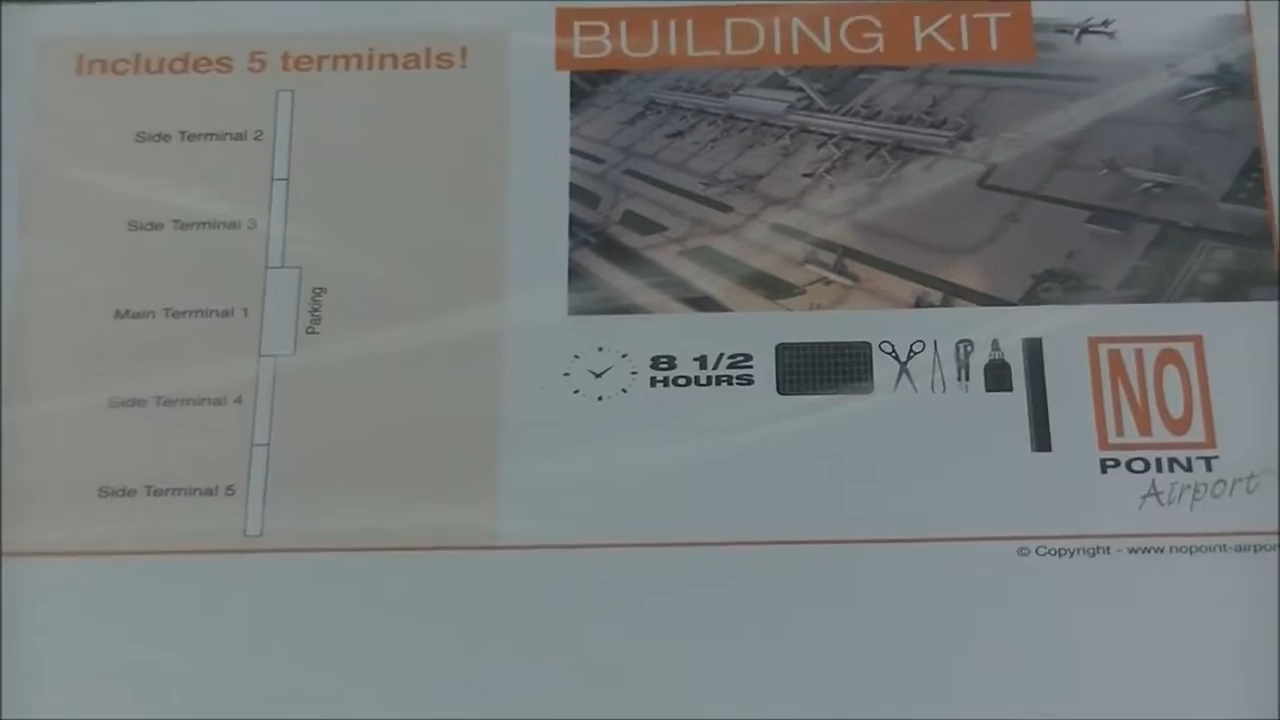 Includes 5 terminals!
Side Terminal 2
Side Terminal 3
Main Terminal 1
Parking
Side Terminal 4
Side Terminal 5
BUILDING KIT
8 1/2
HOURS
NO
POINT
Airport
© Copyright - www.nopoint-airpor